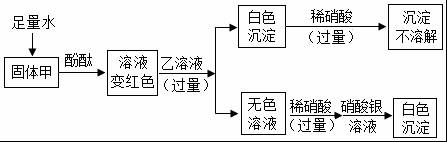 足量水
固体甲
酚酞
溶液
变红色
乙溶液
(过量)
白色
沉淀
稀硝酸
(过量)
沉淀
不溶解
无色
溶液
稀硝酸
(过量)
硝酸银
溶液
白色
沉淀